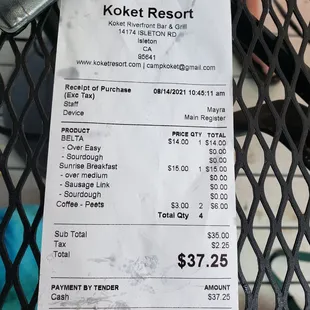 Koket Resort
Koket Riverfront Bar & Grill
14174 ISLETON RD
Isleton
CA
95641
www.koketresort.com | campkoket@gmail.com
Receipt of Purchase 08/14/2021 10:45:11 am
(Exc Tax)
Staff Mayra
Device Main Register
PRODUCT PRICE QTY TOTAL
BELTA $14.00 1 $14.00
- Over Easy $0.00
- Sourdough $0.00
Sunrise Breakfast $15.00 1 $15.00
- over medium $0.00
- Sausage Link $0.00
- Sourdough $0.00
Coffee - Peets $3.00 2 $6.00
Total Qty 4
Sub Total $35.00
Tax $2.25
Total $37.25
PAYMENT BY TENDER AMOUNT
Cash $37.25